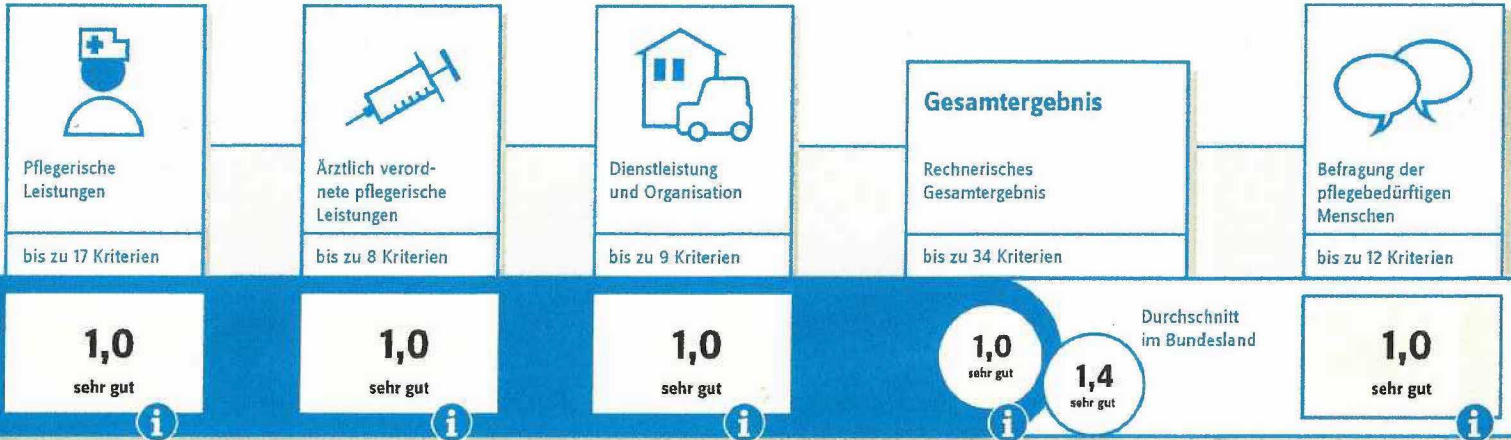 Pflegerische
Leistungen
bis zu 17 Kriterien
1,0
sehr gut
i
Ärztlich verord-
nete pflegerische
Leistungen
bis zu 8 Kriterien
1,0
sehr gut
i
Dienstleistung
und Organisation
bis zu 9 Kriterien
1,0
sehr gut
i
Gesamtergebnis
Rechnerisches
Gesamtergebnis
bis zu 34 Kriterien
1,0
sehr gut
i
1,4
sehr gut
Durchschnitt
im Bundesland
Befragung der
pflegebedürftigen
Menschen
bis zu 12 Kriterien
1,0
sehr gut
i